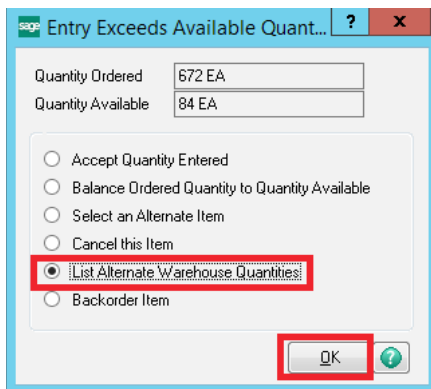 sage Entry Exceeds Available Quant... ? x
Quantity Ordered 672 EA
Quantity Available 84 EA
Accept Quantity Entered
Balance Ordered Quantity to Quantity Available
Select an Alternate Item
Cancel this Item
List Alternate Warehouse Quantities
Backorder Item
OK ?